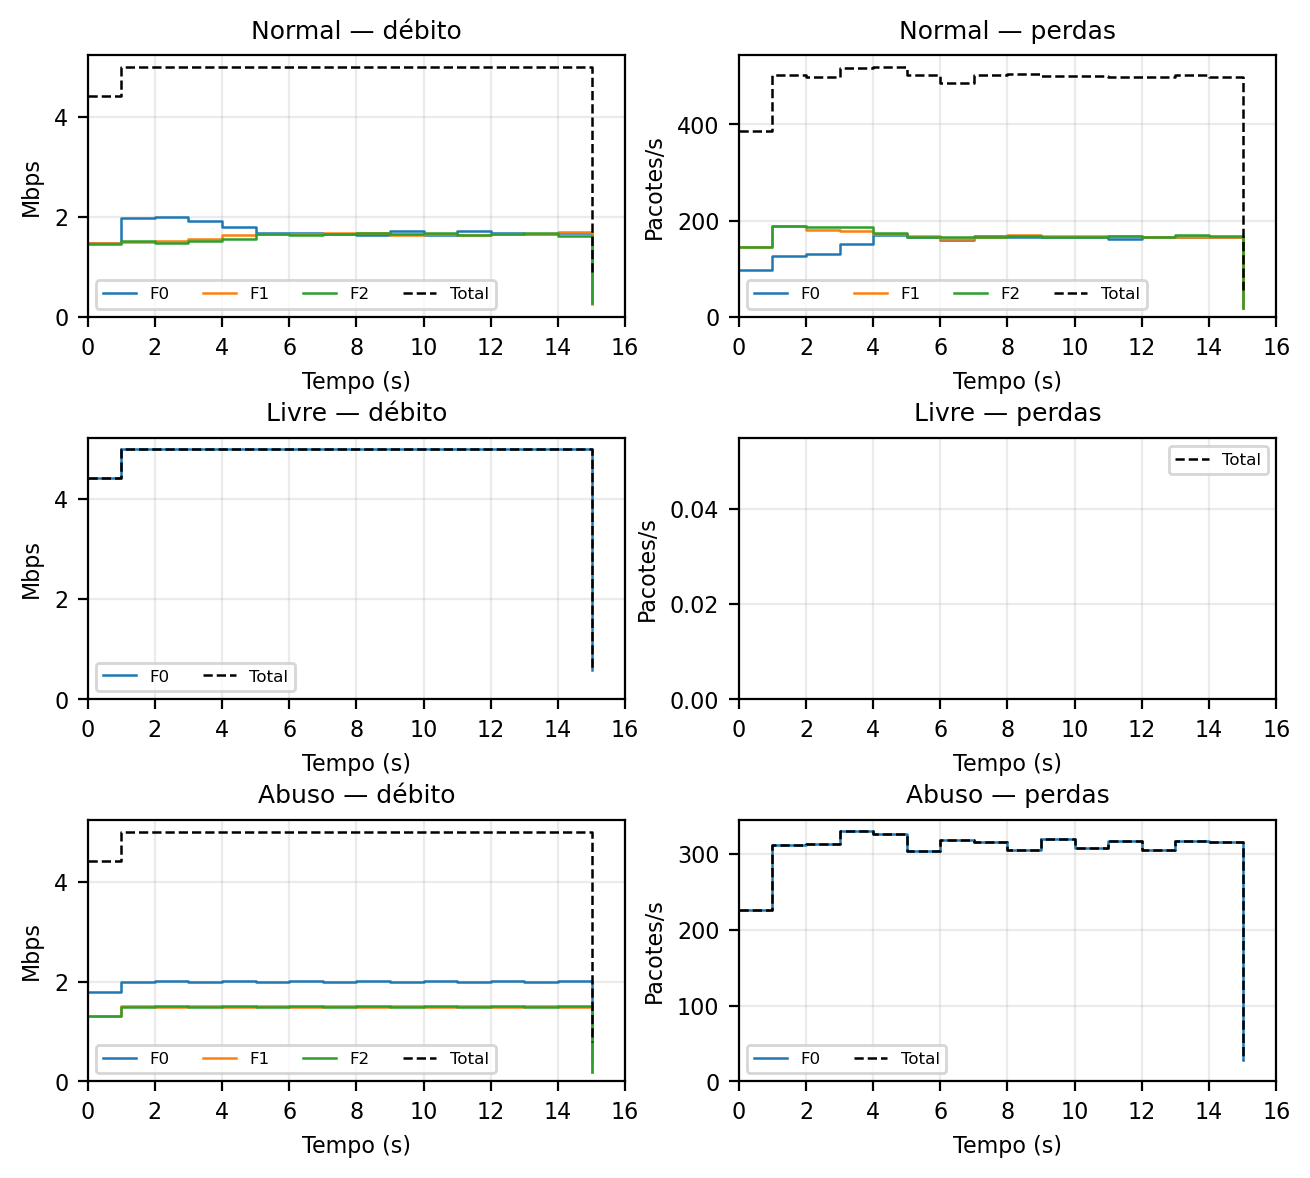 Normal — débito
Mbps
4
2
0
0 2 4 6 8 10 12 14 16
F0 F1 F2 Total
Tempo (s)
Normal — perdas
Pacotes/s
400
200
0
0 2 4 6 8 10 12 14 16
F0 F1 F2 Total
Tempo (s)
Livre — débito
Mbps
4
2
0
0 2 4 6 8 10 12 14 16
F0 Total
Tempo (s)
Livre — perdas
Pacotes/s
0.04
0.02
0.00
0 2 4 6 8 10 12 14 16
Total
Tempo (s)
Abuso — débito
Mbps
4
2
0
0 2 4 6 8 10 12 14 16
F0 F1 F2 Total
Tempo (s)
Abuso — perdas
Pacotes/s
300
200
100
0
0 2 4 6 8 10 12 14 16
F0 Total
Tempo (s)